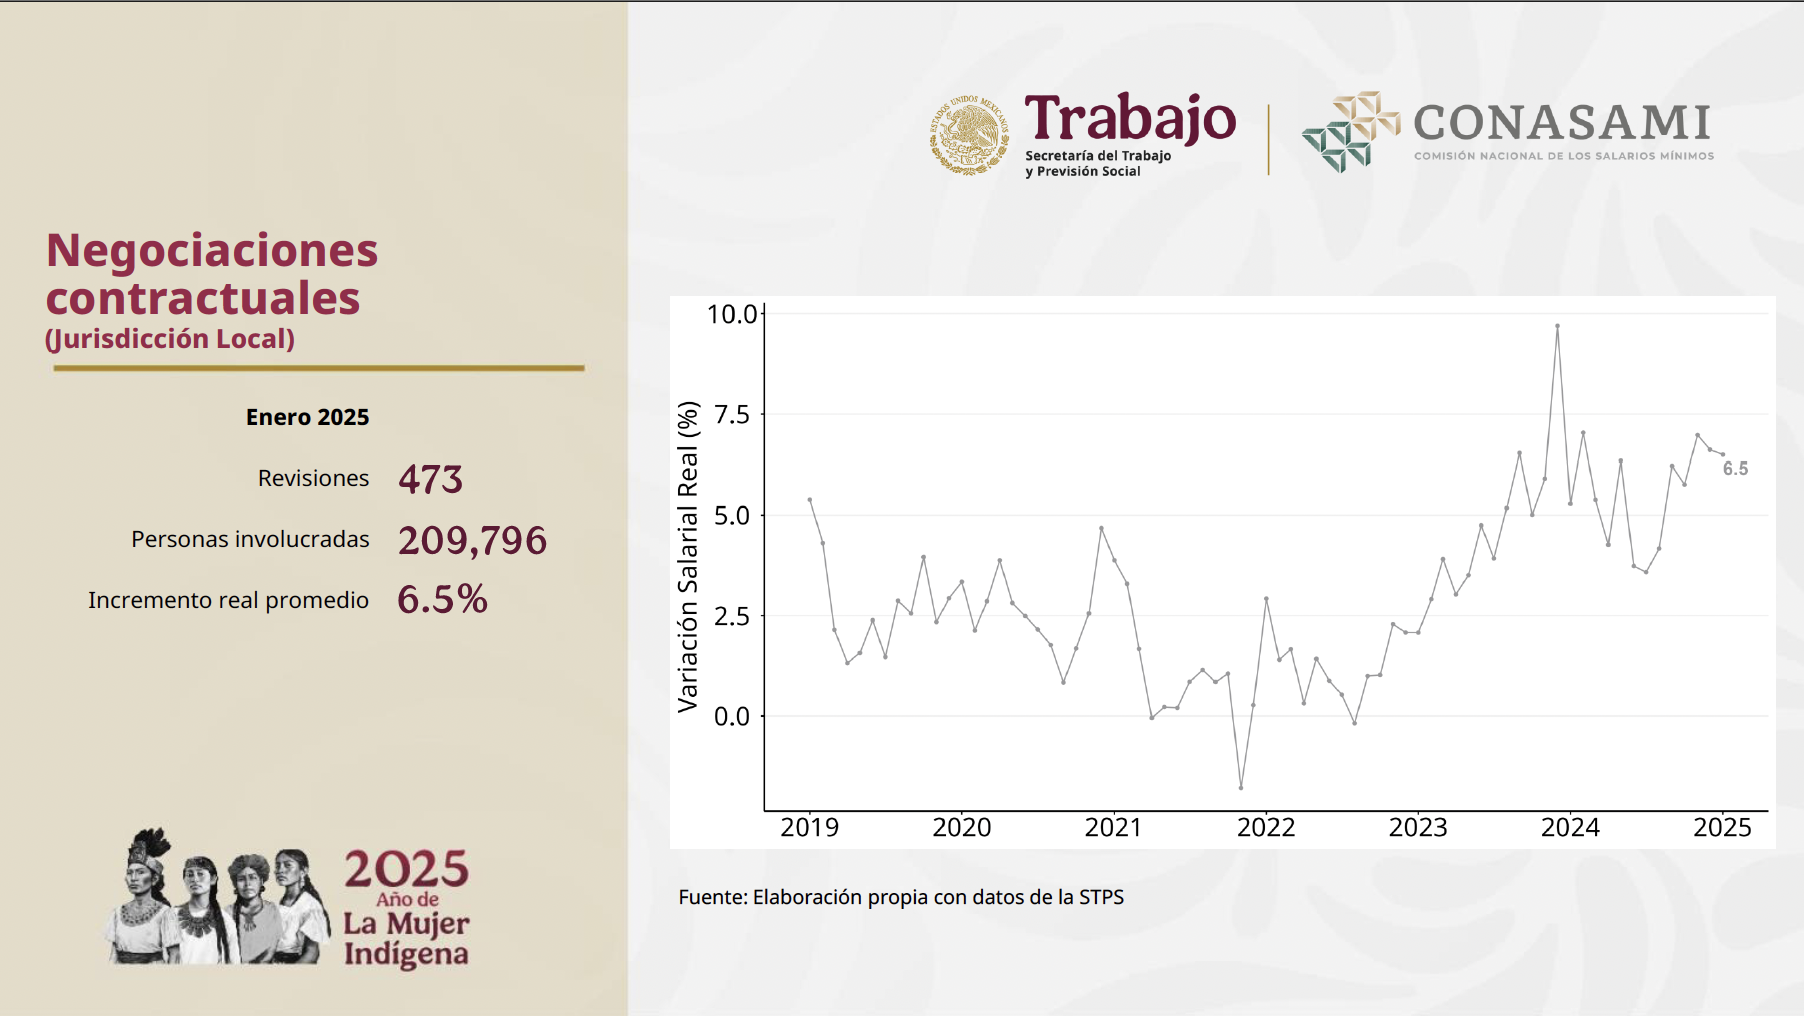 Negociaciones
contractuales
(Jurisdicción Local)
Enero 2025
Revisiones 473
Personas involucradas 209,796
Incremento real promedio 6.5%
2025
Año de
La Mujer
Indígena
ESTADOS UNIDOS MEXICANOS
Trabajo
Secretaría del Trabajo
y Previsión Social
CONASAMI
COMISIÓN NACIONAL DE LOS SALARIOS MÍNIMOS
Variación Salarial Real (%)
10.0
7.5
5.0
2.5
0.0
6.5
2019 2020 2021 2022 2023 2024 2025
Fuente: Elaboración propia con datos de la STPS